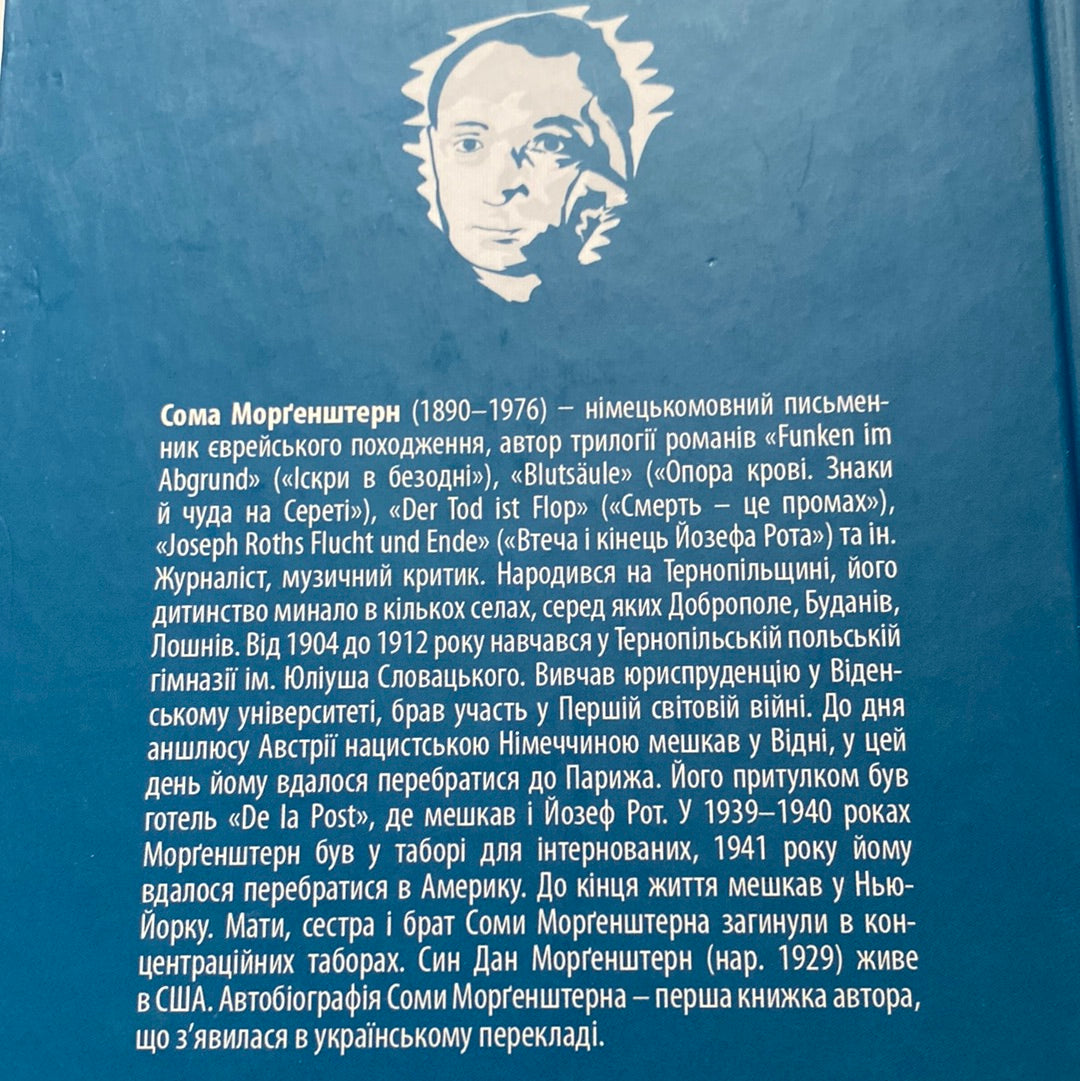 Сома Морґенштерн (1890–1976) – німецькомовний письмен-
ник єврейського походження, автор трилогії романів «Funken im
Abgrund» («Іскри в безодні»), «Blutsäule» («Опора крові. Знаки
й чуда на Сереті»), «Der Tod ist Flop» («Смерть – це промах»),
«Joseph Roths Flucht und Ende» («Втеча і кінець Йозефа Рота») та ін.
Журналіст, музичний критик. Народився на Тернопільщині, його
дитинство минало в кількох селах, серед яких Доброполе, Буданів,
Лошнів. Від 1904 до 1912 року навчався у Тернопільській польській
гімназії ім. Юліуша Словацького. Вивчав юриспруденцію у Віден-
ському університеті, брав участь у Першій світовій війні. До дня
аншлюсу Австрії нацистською Німеччиною мешкав у Відні, у цей
день йому вдалося перебратися до Парижа. Його притулком був
готель «De la Post», де мешкав і Йозеф Рот. У 1939–1940 роках
Морґенштерн був у таборі для інтернованих, 1941 року йому
вдалося перебратися в Америку. До кінця життя мешкав у Нью-
Йорку. Мати, сестра і брат Соми Морґенштерна загинули в кон-
центраційних таборах. Син Дан Морґенштерн (нар. 1929) живе
в США. Автобіографія Соми Морґенштерна – перша книжка автора,
що з’явилася в українському перекладі.